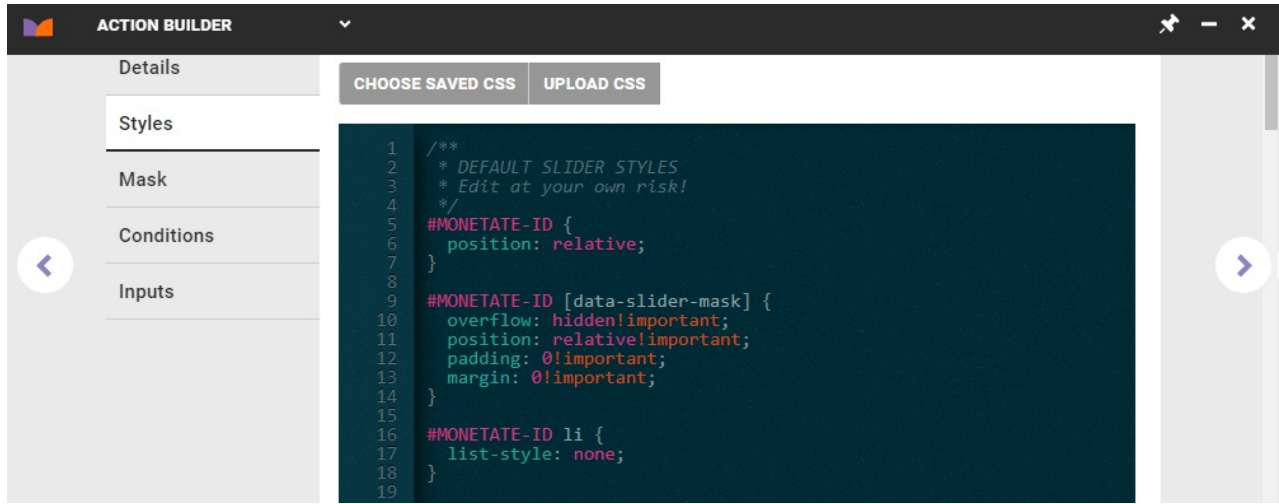 ACTION BUILDER
Details
Styles
Mask
Conditions
Inputs
CHOOSE SAVED CSS UPLOAD CSS
1 /**
2 * DEFAULT SLIDER STYLES
3 * Edit at your own risk!
4 */
5 #MONETATE-ID {
6 position: relative;
7 }
8
9 #MONETATE-ID [data-slider-mask] {
10 overflow: hidden!important;
11 position: relative!important;
12 padding: 0!important;
13 margin: 0!important;
14 }
15
16 #MONETATE-ID li {
17 list-style: none;
18 }
19